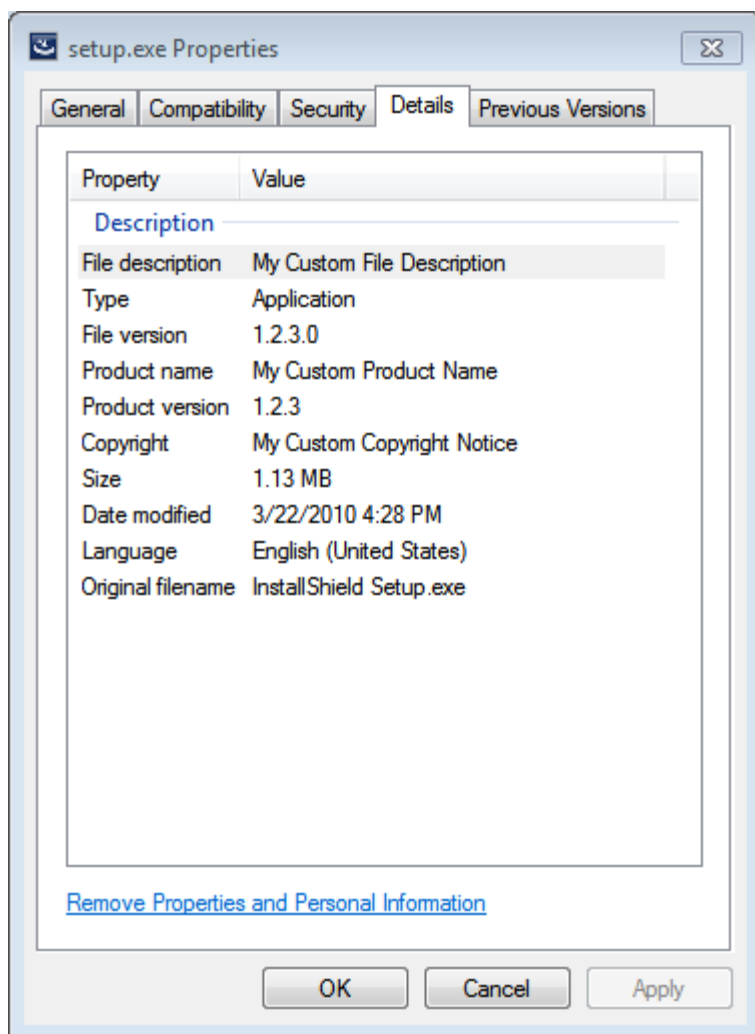 setup.exe Properties
General Compatibility Security Details Previous Versions
Property Value
Description
File description My Custom File Description
Type Application
File version 1.2.3.0
Product name My Custom Product Name
Product version 1.2.3
Copyright My Custom Copyright Notice
Size 1.13 MB
Date modified 3/22/2010 4:28 PM
Language English (United States)
Original filename InstallShield Setup.exe
Remove Properties and Personal Information
OK Cancel Apply